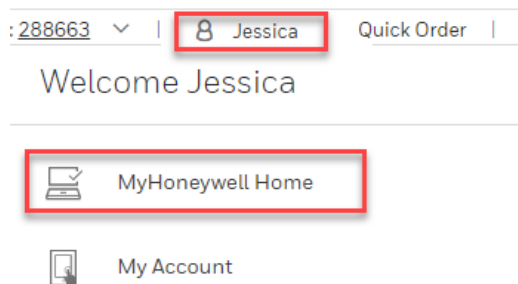 : 288663 | Jessica Quick Order |
Welcome Jessica
MyHoneywell Home
My Account